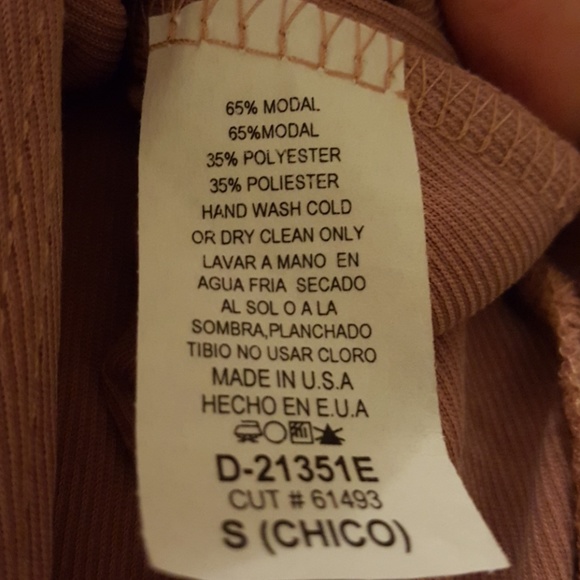 65% MODAL
65%MODAL
35% POLYESTER
35% POLIESTER
HAND WASH COLD
OR DRY CLEAN ONLY
LAVAR A MANO EN
AGUA FRIA SECADO
AL SOL O A LA
SOMBRA,PLANCHADO
TIBIO NO USAR CLORO
MADE IN U.S.A
HECHO EN E.U.A
D-21351E
CUT # 61493
S (CHICO)